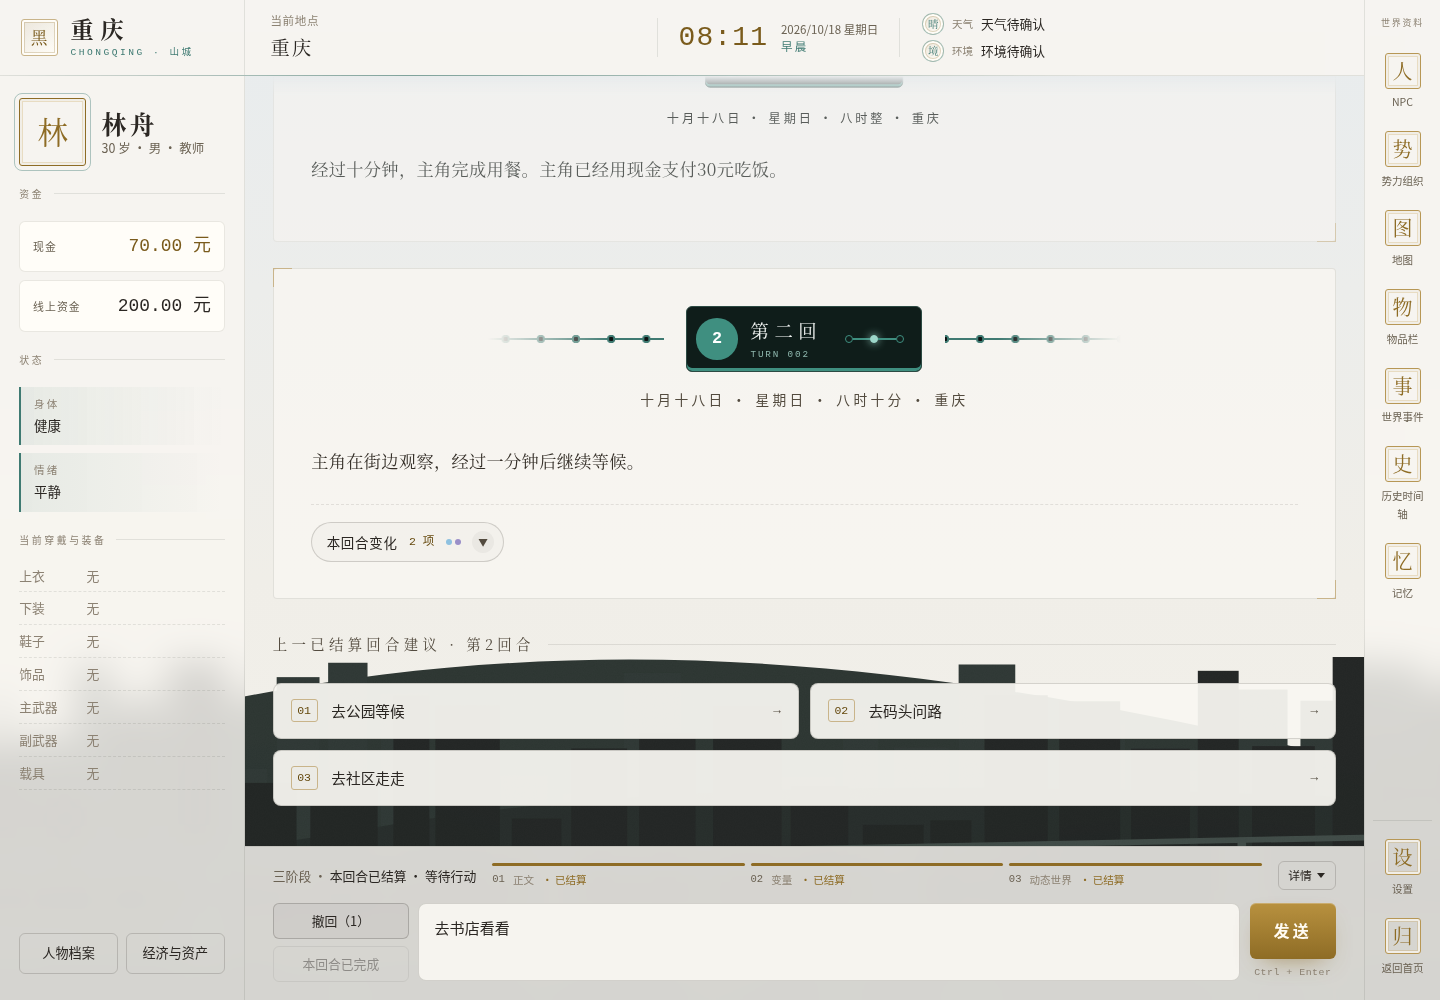 黑
重庆
CHONGQING · 山城
当前地点
重庆
08:11
2026/10/18 星期日
早晨
晴 天气 天气待确认
境 环境 环境待确认
林
林舟
30 岁 • 男 • 教师
资金
现金 70.00 元
线上资金 200.00 元
状态
身体
健康
情绪
平静
当前穿戴与装备
上衣 无
下装 无
鞋子 无
饰品 无
主武器 无
副武器 无
载具 无
人物档案 经济与资产
十月十八日 • 星期日 • 八时整 • 重庆
经过十分钟，主角完成用餐。主角已经用现金支付30元吃饭。
2 第二回
TURN 002
十月十八日 • 星期日 • 八时十分 • 重庆
主角在街边观察，经过一分钟后继续等候。
本回合变化 2 项 ▼
上一已结算回合建议 · 第2回合
01 去公园等候 →
02 去码头问路 →
03 去社区走走 →
三阶段 • 本回合已结算 • 等待行动
01 正文 • 已结算
02 变量 • 已结算
03 动态世界 • 已结算
详情
撤回（1）
本回合已完成
去书店看看
发送
Ctrl + Enter
世界资料
人
NPC
势
势力组织
图
地图
物
物品栏
事
世界事件
史
历史时间
轴
忆
记忆
设
设置
归
返回首页